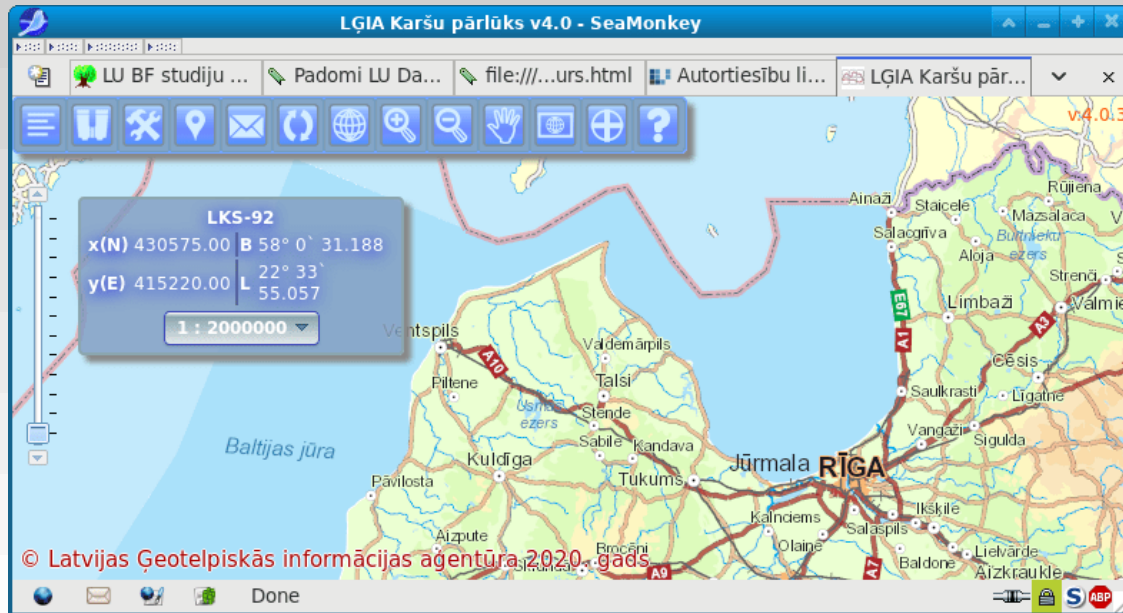 LĢIA Karšu pārlūks v4.0 - SeaMonkey
LU BF studiju ... Padomi LU Da... file:///...urs.html Autortiesību li... LĢIA Karšu pār...
v.4.0.3
LKS-92
x(N) 430575.00 B 58° 0` 31.188
y(E) 415220.00 L 22° 33` 55.057
1 : 2000000
Ainaži
Rūjiena
Staicele
Mazsalaca
Salacgrīva
Burtnieku ezers
Aloja
Strenči
E67
Limbaži
A1
A3
Ventspils
Valdemārpils
A10
Cēsis
Piltene
Talsi
Saulkrasti
Līgatne
Usmas ezers
Stende
Vangaži
Sigulda
Baltijas jūra
Sabile
Kandava
Kuldīga
Jūrmala
RĪGA
Tukums
Pāvilosta
Ikšķile
Kalnciems
Salaspils
Aizpute
Olaine
Lielvārde
Brocēni
A9
A7
Baldone
Aizkraukle
© Latvijas Ģeotelpiskās informācijas aģentūra 2020. gads
Done
S ABP